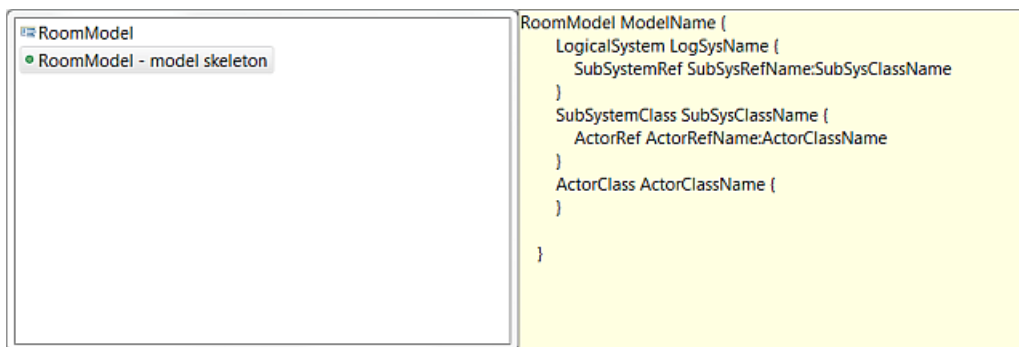 RoomModel
RoomModel - model skeleton
RoomModel ModelName {
LogicalSystem LogSysName {
SubSystemRef SubSysRefName:SubSysClassName
}
SubSystemClass SubSysClassName {
ActorRef ActorRefName:ActorClassName
}
ActorClass ActorClassName {
}
}